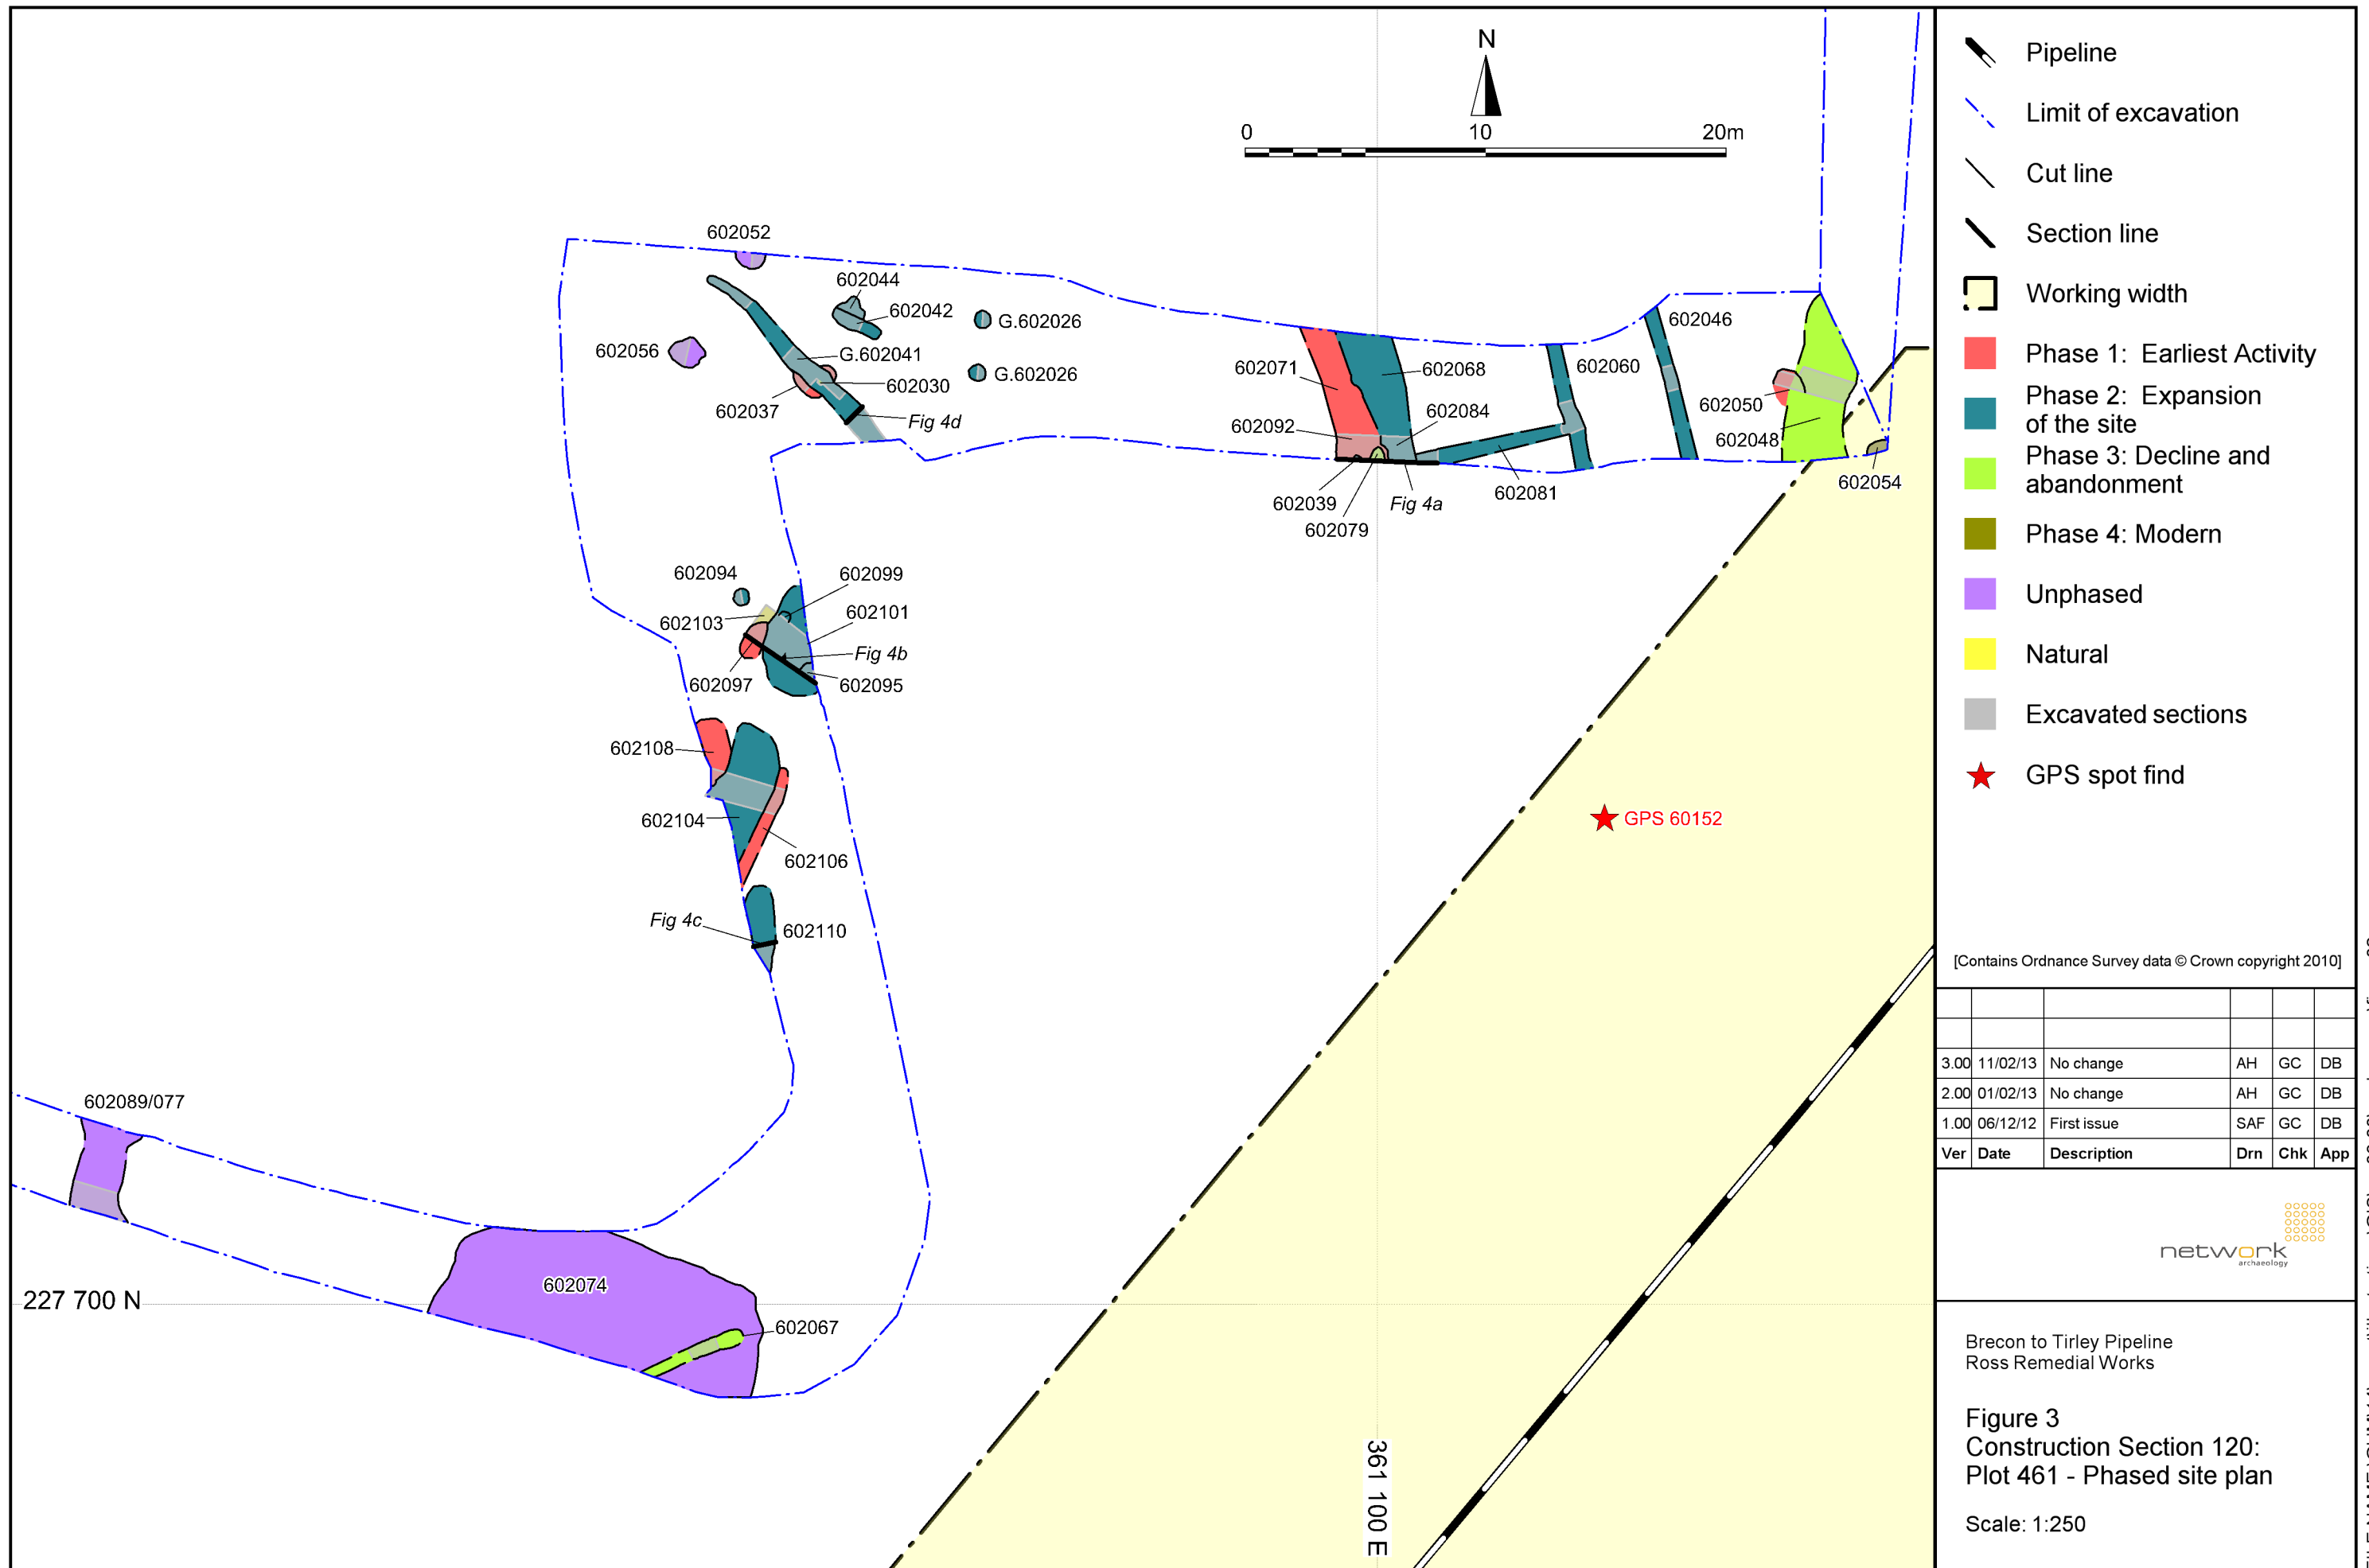 N
0 10 20m
602052
602044
602042
G.602026
602056
G.602041
G.602026
602030
602037
Fig 4d
602046
602071
602068
602060
602084
602092
602050
602048
602039
Fig 4a
602081
602054
602079
602094
602099
602103
602101
Fig 4b
602097
602095
602108
602104
602106
GPS 60152
Fig 4c
602110
602089/077
602074
227 700 N
602067
361 100 E
Pipeline
Limit of excavation
Cut line
Section line
Working width
Phase 1: Earliest Activity
Phase 2: Expansion
of the site
Phase 3: Decline and
abandonment
Phase 4: Modern
Unphased
Natural
Excavated sections
GPS spot find
[Contains Ordnance Survey data © Crown copyright 2010]
3.00 11/02/13 No change AH GC DB
2.00 01/02/13 No change AH GC DB
1.00 06/12/12 First issue SAF GC DB
Ver Date Description Drn Chk App
network
archaeology
Brecon to Tirley Pipeline
Ross Remedial Works
Figure 3
Construction Section 120:
Plot 461 - Phased site plan
Scale: 1:250